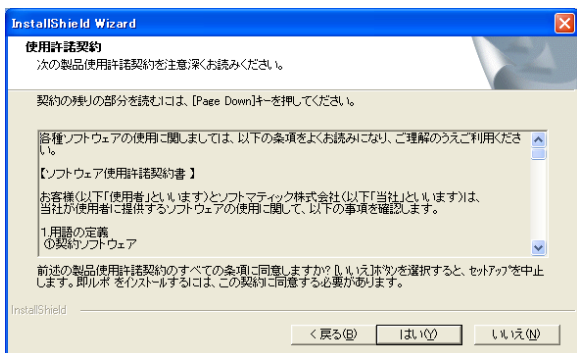 InstallShield Wizard
使用許諾契約
次の製品使用許諾契約を注意深くお読みください。
契約の残りの部分を読むには、[Page Down]キーを押してください。
各種ソフトウェアの使用に関しましては、以下の条項をよくお読みになり、ご理解のうえご利用くださ
い。
【ソフトウェア使用許諾契約書 】
お客様(以下「使用者」といいます)とソフトマティック株式会社(以下「当社」といいます)は、
当社が使用者に提供するソフトウェアの使用に関して、以下の事項を確認します。
1.用語の定義
①契約ソフトウェア
前述の製品使用許諾契約のすべての条項に同意しますか? [いいえ]ボタンを選択すると、セットアップを中止
します。即ルポ をインストールするには、この契約に同意する必要があります。
InstallShield
< 戻る(B)
はい(Y)
いいえ(N)